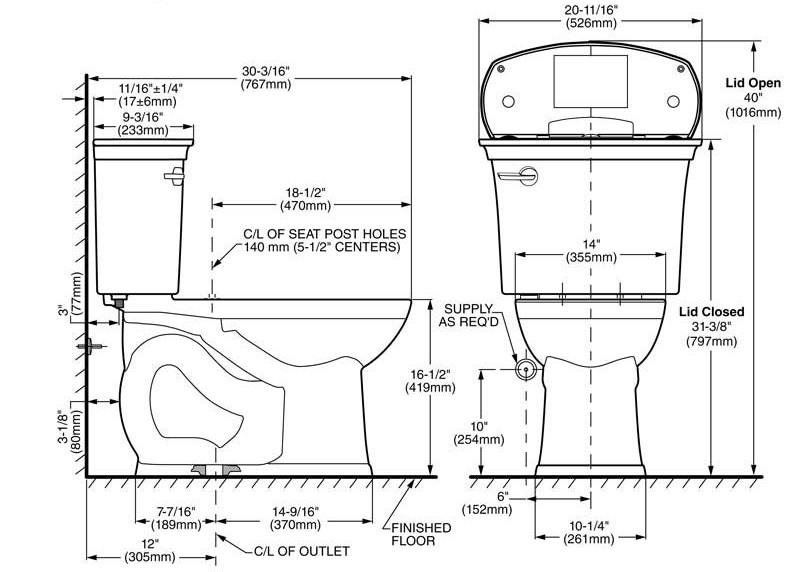 20-11/16"
(526mm)
30-3/16"
(767mm)
11/16"±1/4"
(17±6mm)
9-3/16"
(233mm)
Lid Open
40"
(1016mm)
18-1/2"
(470mm)
C/L OF SEAT POST HOLES
140 mm (5-1/2" CENTERS)
14"
(355mm)
3"
(77mm)
SUPPLY
AS REQ'D
Lid Closed
31-3/8"
(797mm)
16-1/2"
(419mm)
3-1/8"
(80mm)
10"
(254mm)
7-7/16"
(189mm)
14-9/16"
(370mm)
6"
(152mm)
FINISHED
FLOOR
10-1/4"
(261mm)
12"
(305mm)
C/L OF OUTLET